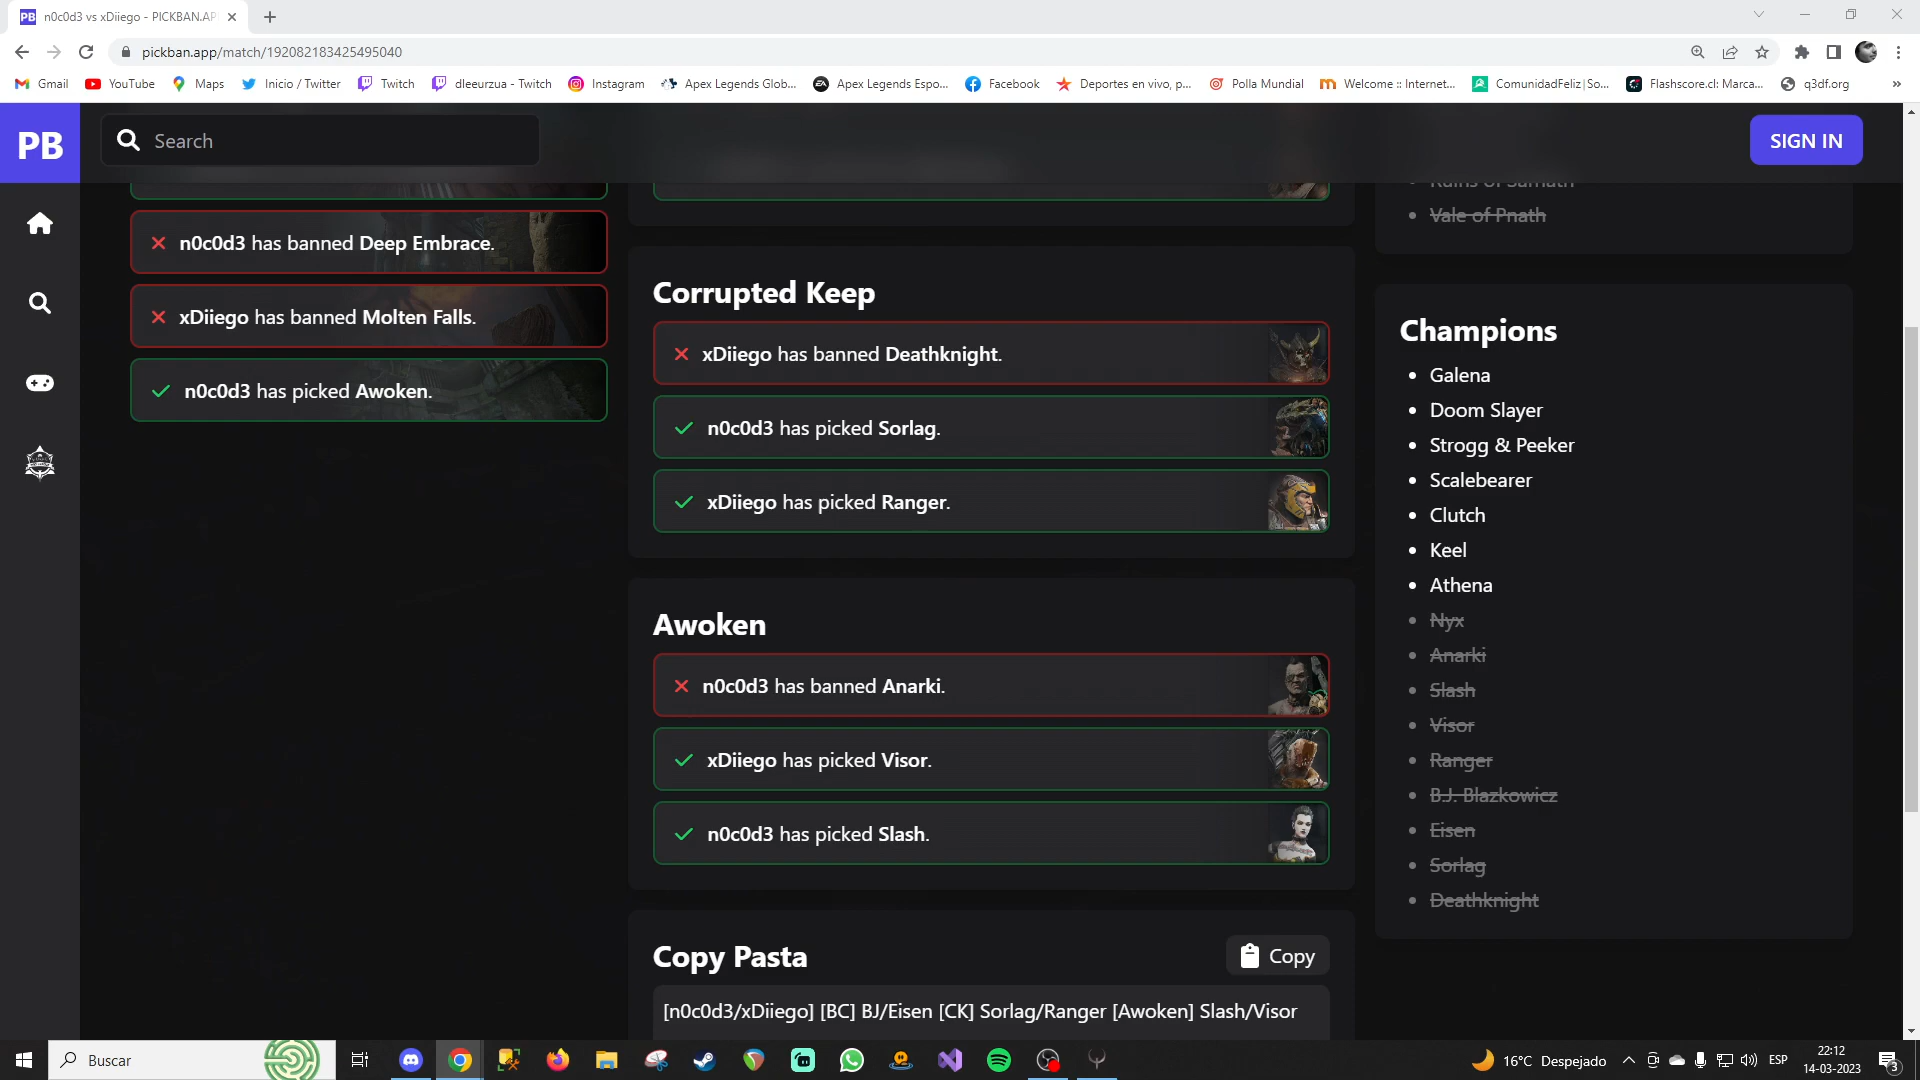 n0c0d3 vs xDiiego - PICKBAN.AP
pickban.app/match/192082183425495040
Gmail YouTube Maps Inicio / Twitter Twitch dleeurzua - Twitch Instagram Apex Legends Glob... Apex Legends Espo... Facebook Deportes en vivo, p... Polla Mundial Welcome :: Internet... ComunidadFeliz | So... Flashscore.cl: Marca... q3df.org »
PB
Search
SIGN IN
n0c0d3 has banned Deep Embrace.
xDiiego has banned Molten Falls.
n0c0d3 has picked Awoken.
Corrupted Keep
xDiiego has banned Deathknight.
n0c0d3 has picked Sorlag.
xDiiego has picked Ranger.
Awoken
n0c0d3 has banned Anarki.
xDiiego has picked Visor.
n0c0d3 has picked Slash.
Copy Pasta
Copy
[n0c0d3/xDiiego] [BC] BJ/Eisen [CK] Sorlag/Ranger [Awoken] Slash/Visor
Ruins of Sarnath
Vale of Pnath
Champions
Galena
Doom Slayer
Strogg & Peeker
Scalebearer
Clutch
Keel
Athena
Nyx
Anarki
Slash
Visor
Ranger
B.J. Blazkowicz
Eisen
Sorlag
Deathknight
Buscar
16°C Despejado
ESP
22:12
14-03-2023
3